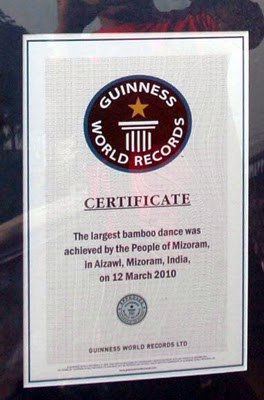 GUINNESS
WORLD RECORDS
CERTIFICATE
The largest bamboo dance was
achieved by the People of Mizoram,
in Aizawl, Mizoram, India,
on 12 March 2010
GUINNESS WORLD RECORDS LTD